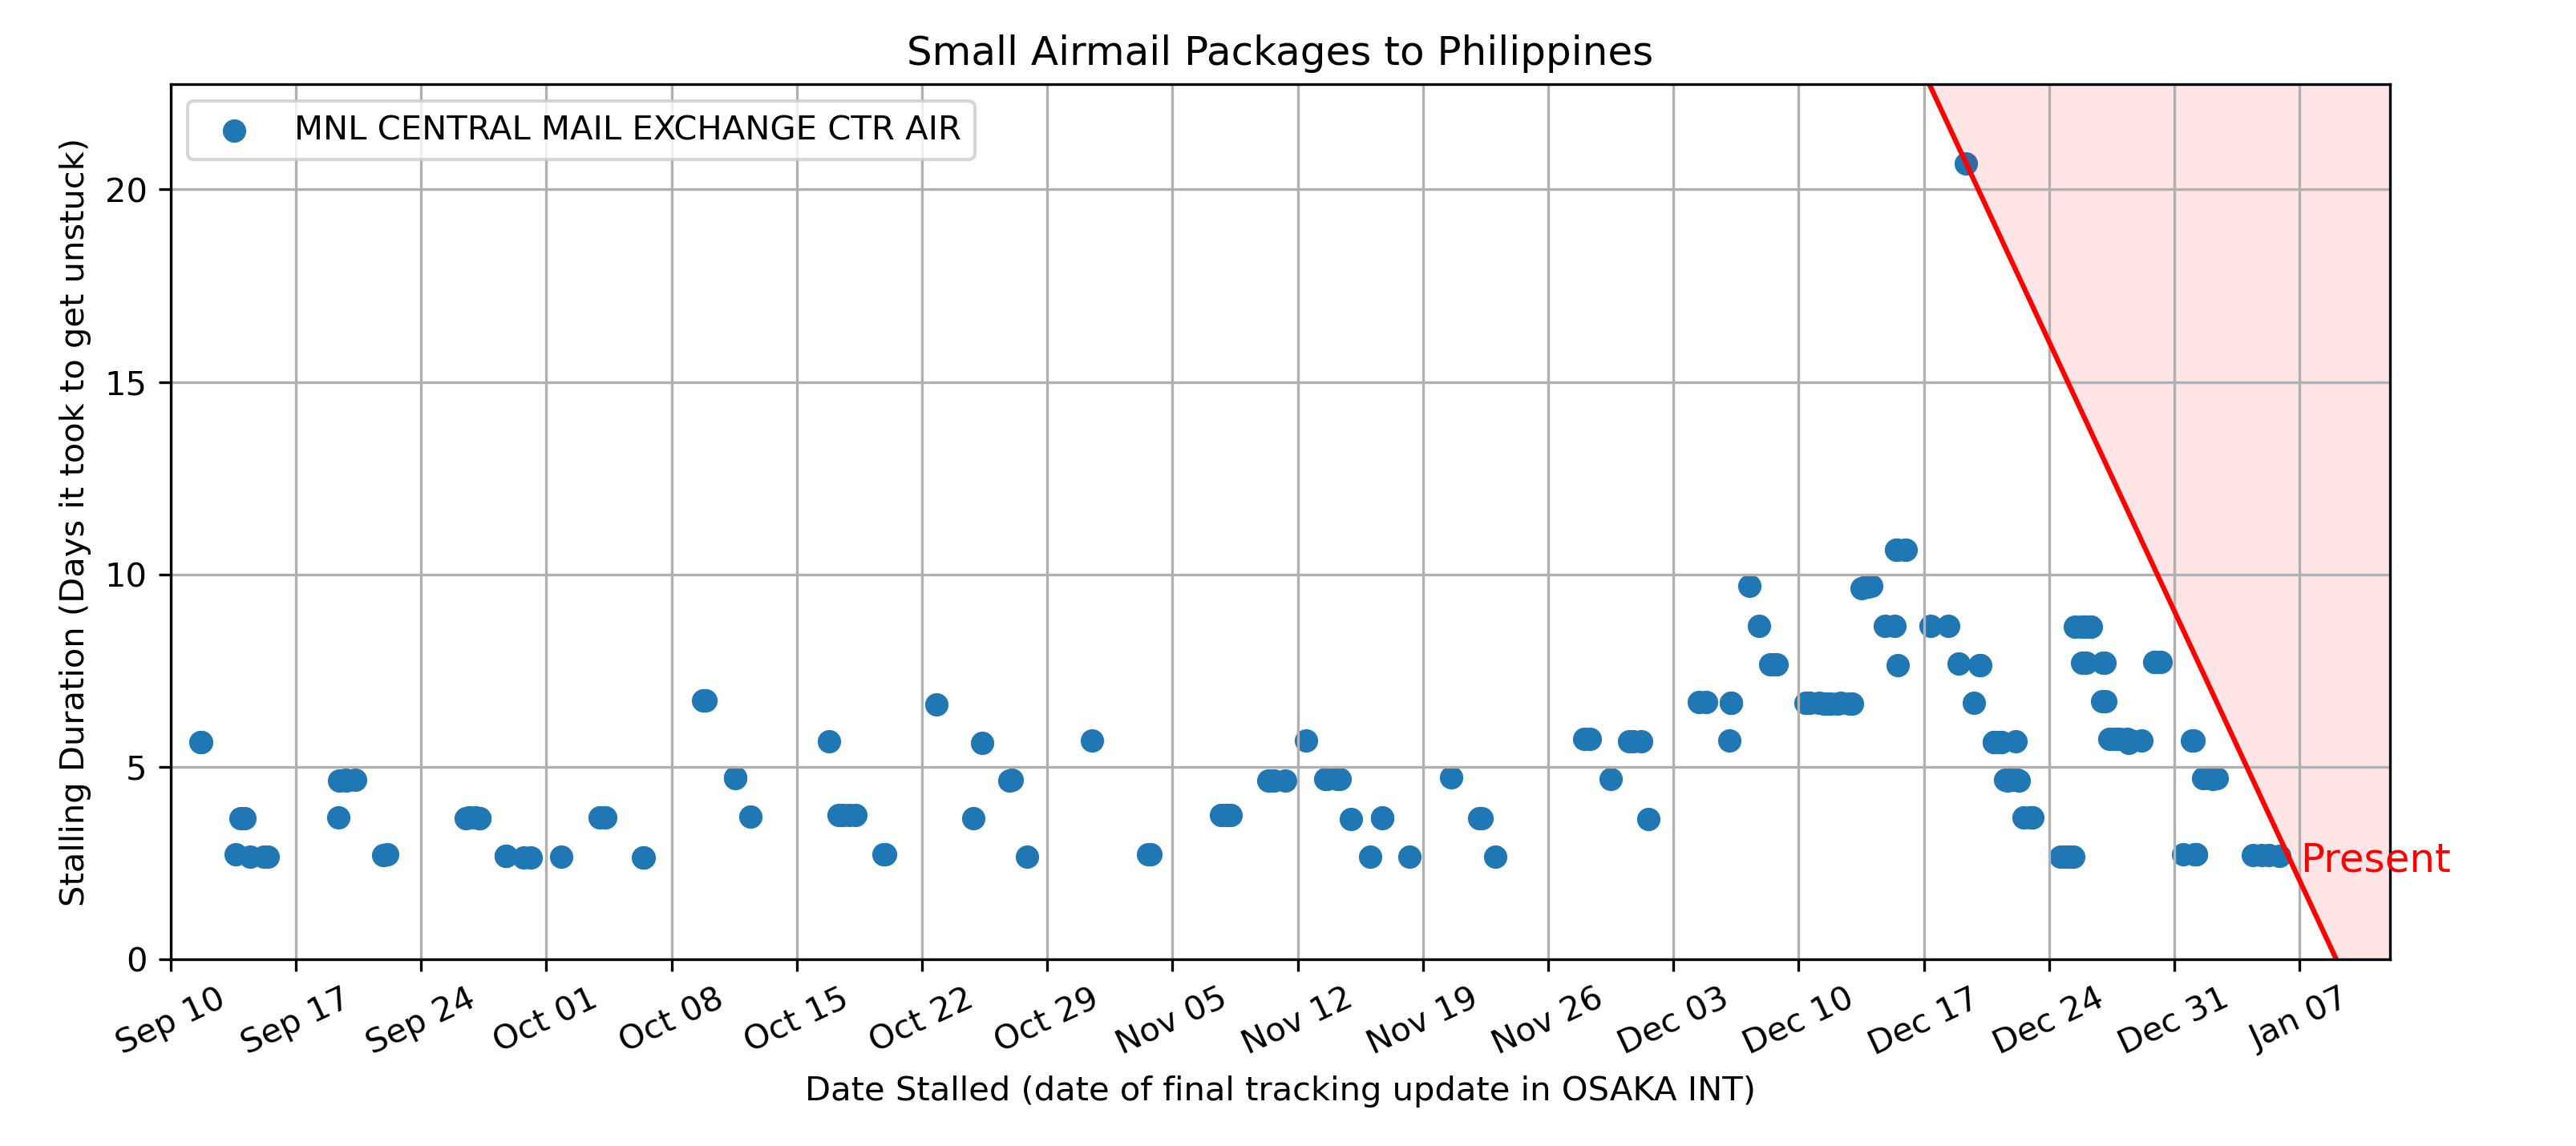 Small Airmail Packages to Philippines
MNL CENTRAL MAIL EXCHANGE CTR AIR
Stalling Duration (Days it took to get unstuck)
20
15
10
5
0
Present
Sep 10
Sep 17
Sep 24
Oct 01
Oct 08
Oct 15
Oct 22
Oct 29
Nov 05
Nov 12
Nov 19
Nov 26
Dec 03
Dec 10
Dec 17
Dec 24
Dec 31
Jan 07
Date Stalled (date of final tracking update in OSAKA INT)